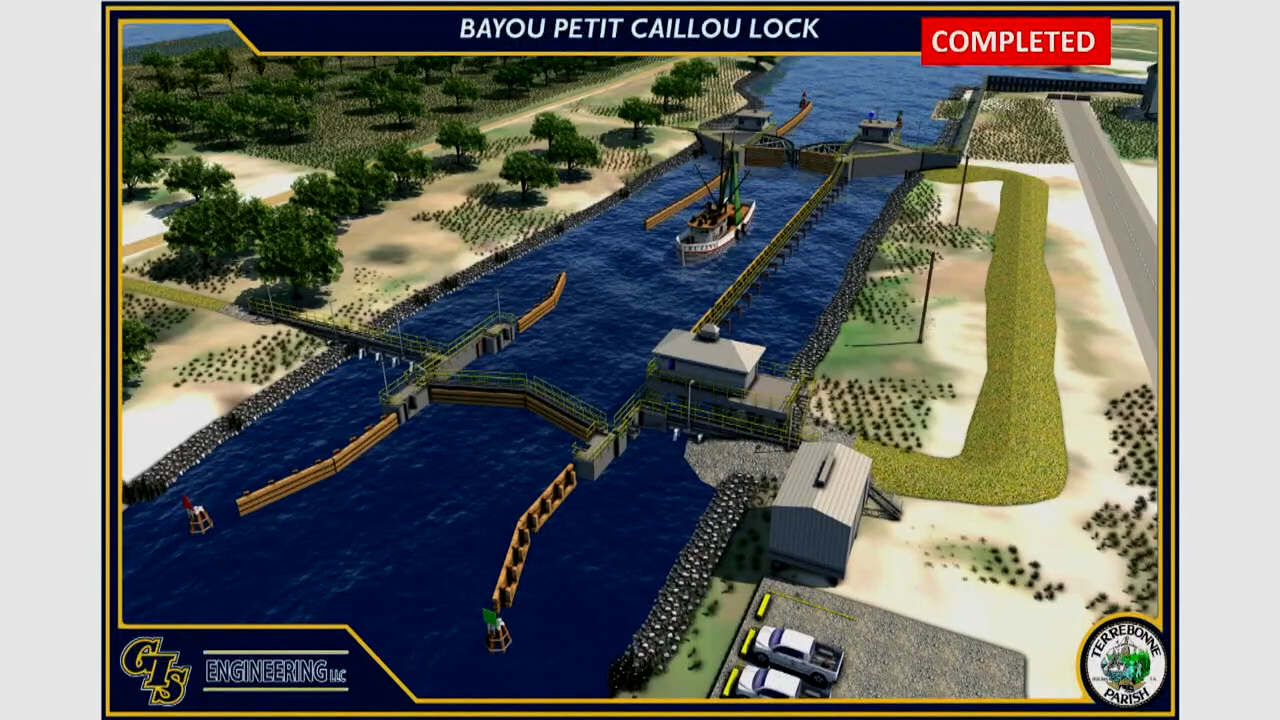 BAYOU PETIT CAILLOU LOCK
COMPLETED
GIS
ENGINEERING LLC
TERREBONNE
PARISH